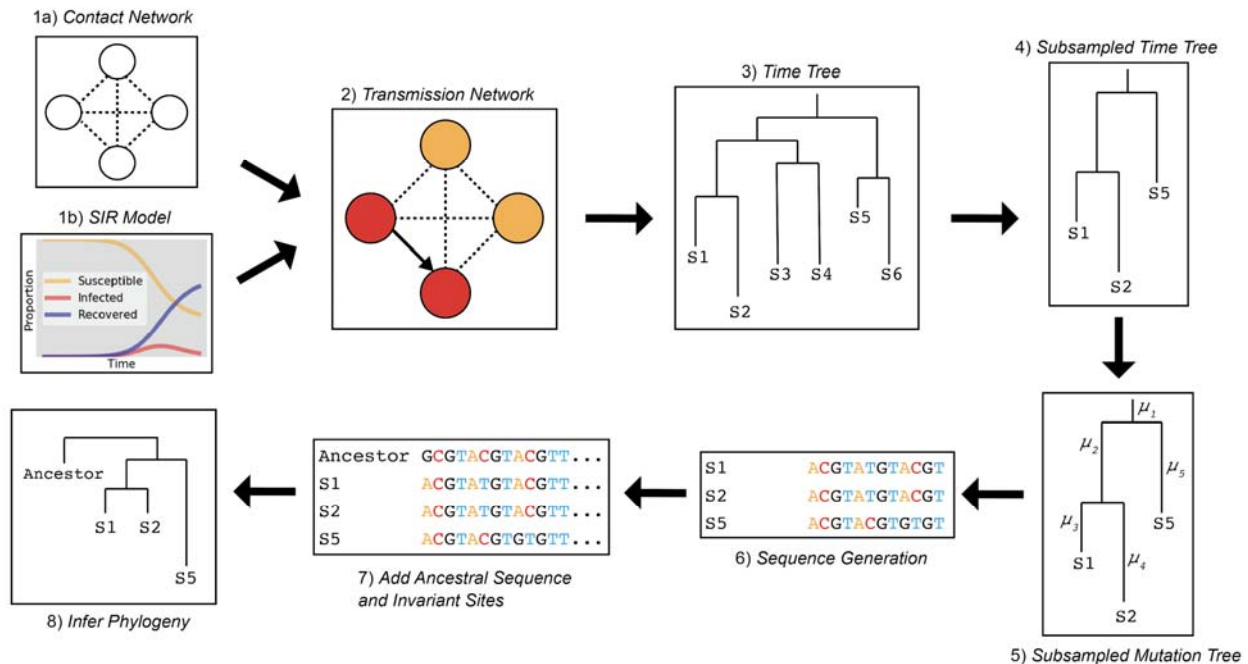 1a) Contact Network
1b) SIR Model
Proportion
Susceptible
Infected
Recovered
Time
2) Transmission Network
3) Time Tree
S1
S2
S3
S4
S5
S6
4) Subsampled Time Tree
S1
S2
S5
μ1
μ2
μ3
μ4
μ5
S1
S2
S5
5) Subsampled Mutation Tree
S1 ACGTATGTACGT
S2 ACGTATGTACGT
S5 ACGTACGTGTGT
6) Sequence Generation
Ancestor GCGTACGTACGTT...
S1 ACGTATGTACGTT...
S2 ACGTATGTACGTT...
S5 ACGTACGTGTGTT...
7) Add Ancestral Sequence
and Invariant Sites
Ancestor
S1
S2
S5
8) Infer Phylogeny